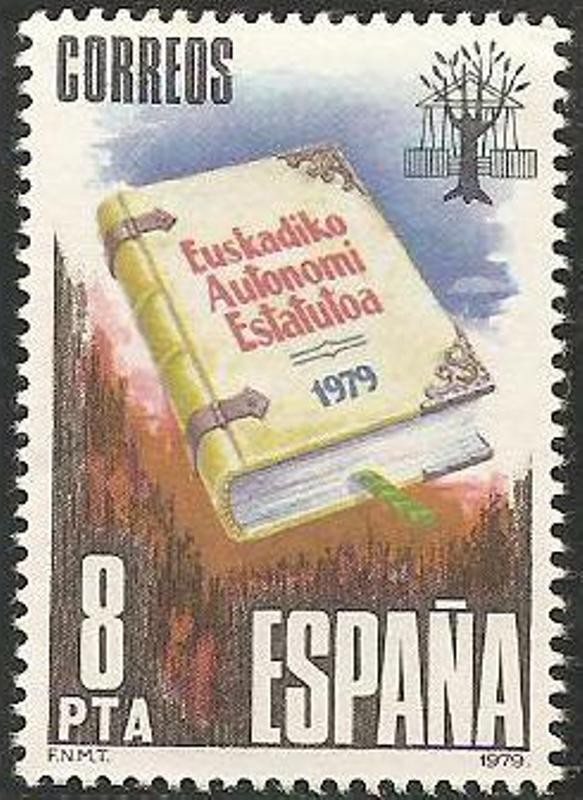 CORREOS
Euskadiko
Autonomi
Estatutoa
1979
8
PTA
ESPAÑA
F.N.M.T.
1979.